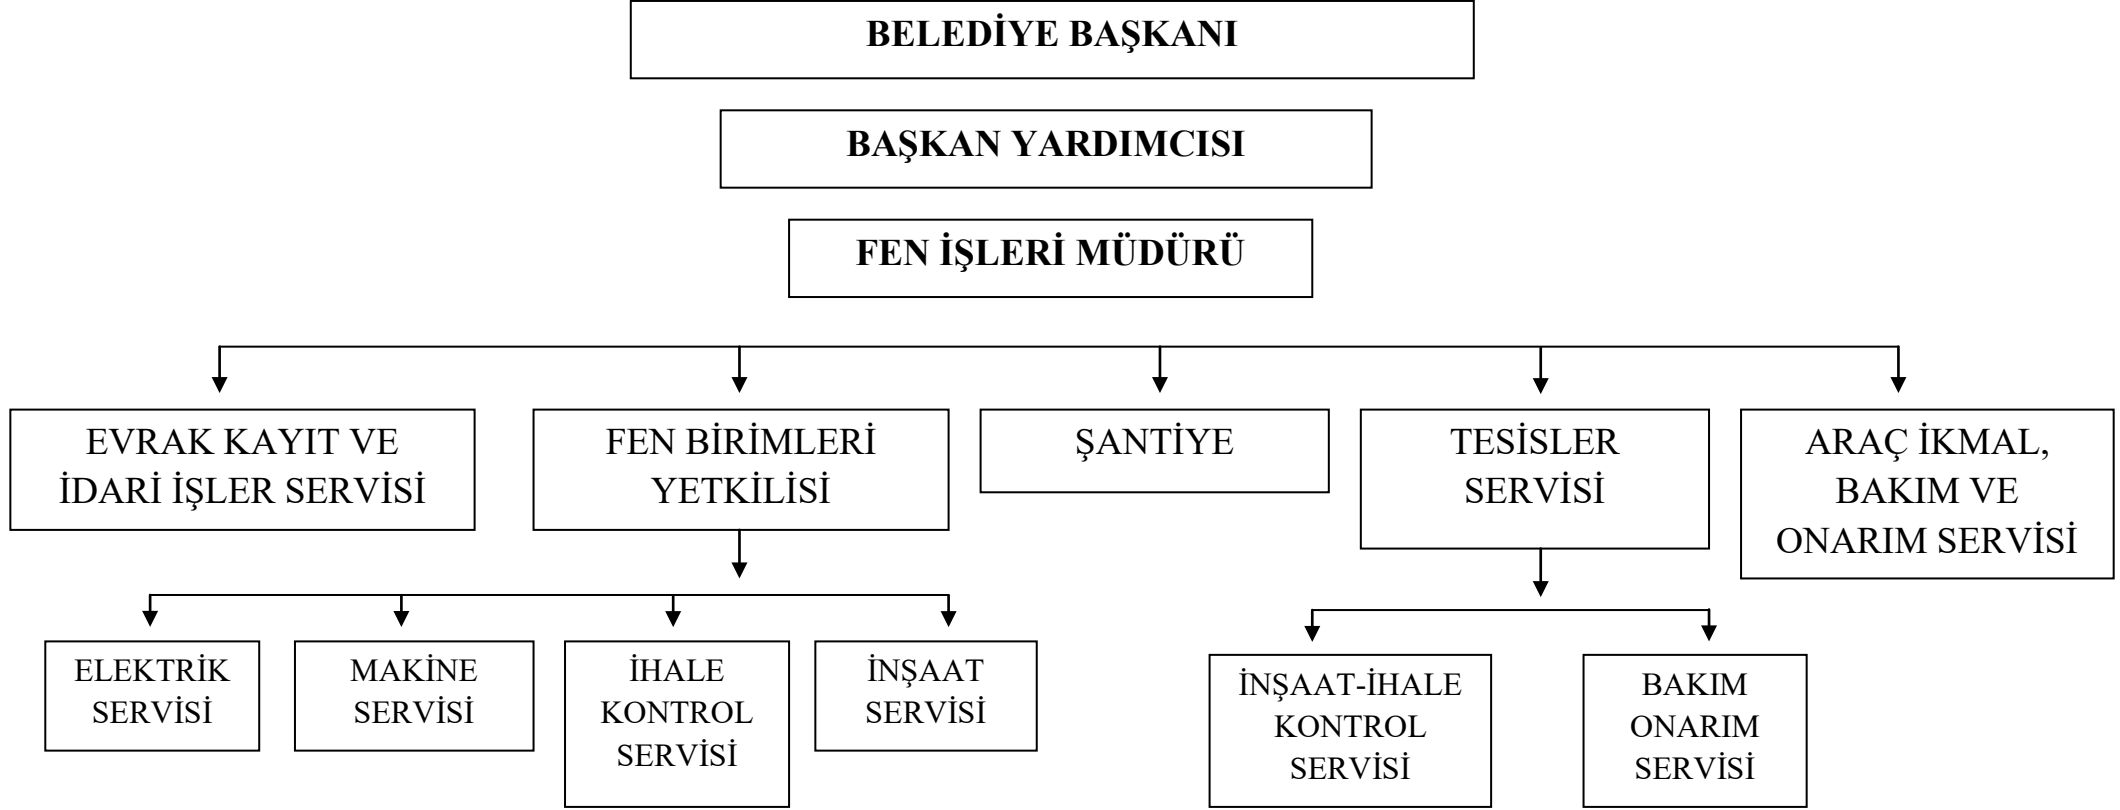 BELEDİYE BAŞKANI
BAŞKAN YARDIMCISI
FEN İŞLERİ MÜDÜRÜ
EVRAK KAYIT VE
İDARİ İŞLER SERVİSİ
FEN BİRİMLERİ
YETKİLİSİ
ŞANTİYE
TESİSLER
SERVİSİ
ARAÇ İKMAL,
BAKIM VE
ONARIM SERVİSİ
ELEKTRİK
SERVİSİ
MAKİNE
SERVİSİ
İHALE
KONTROL
SERVİSİ
İNŞAAT
SERVİSİ
İNŞAAT-İHALE
KONTROL
SERVİSİ
BAKIM
ONARIM
SERVİSİ